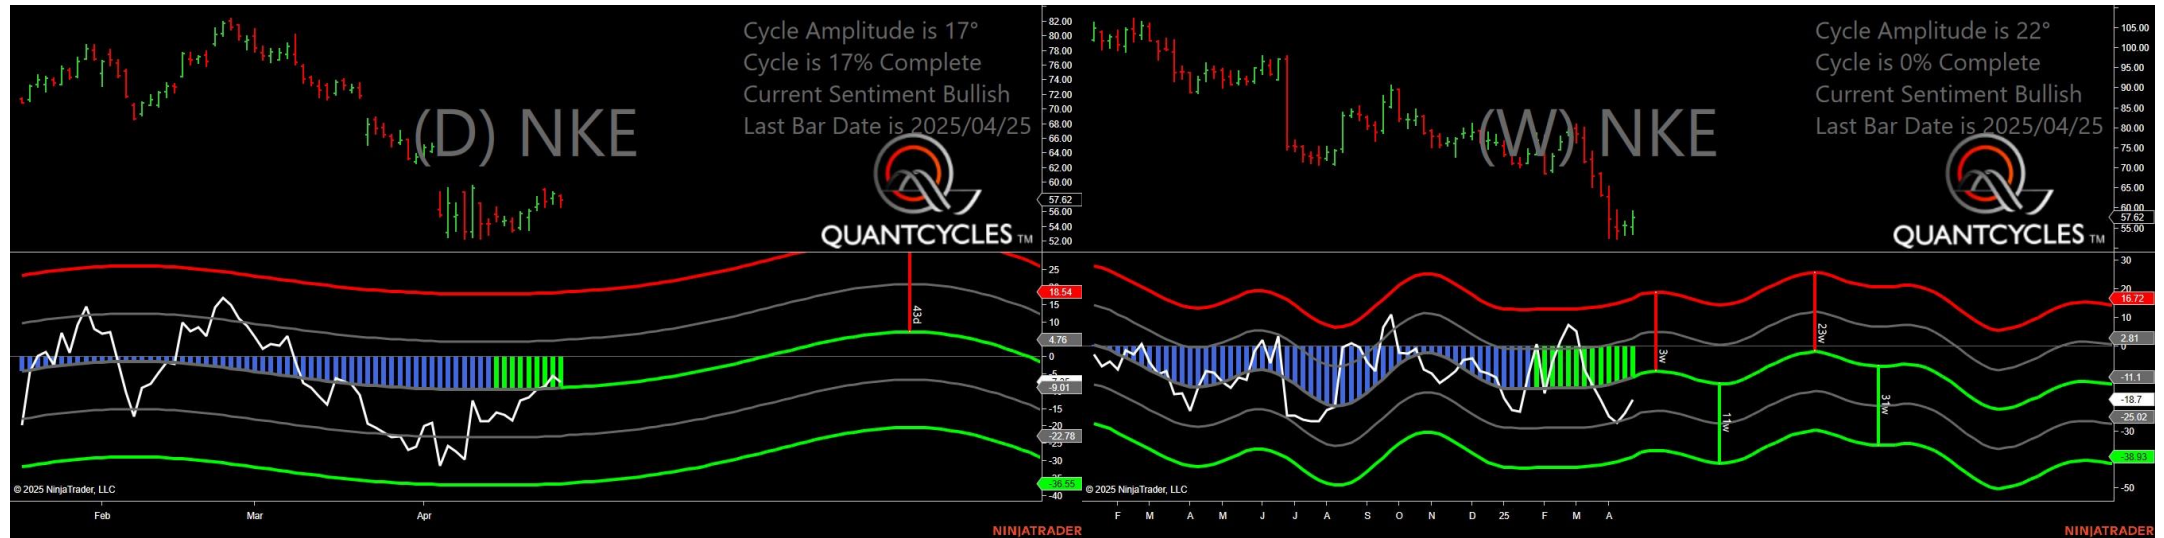 Cycle Amplitude is 17°
Cycle is 17% Complete
Current Sentiment Bullish
Last Bar Date is 2025/04/25
(D) NKE
QUANTCYCLES TM
82.00
80.00
78.00
76.00
74.00
72.00
70.00
68.00
66.00
64.00
62.00
60.00
57.62
56.00
54.00
52.00
43d
25
18.54
15
10
4.76
0
-5
-9.01
-15
-20
-22.78
-25
-30
-36.55
-40
© 2025 NinjaTrader, LLC
Feb
Mar
Apr
NINJATRADER
Cycle Amplitude is 22°
Cycle is 0% Complete
Current Sentiment Bullish
Last Bar Date is 2025/04/25
(W) NKE
QUANTCYCLES TM
105.00
100.00
95.00
90.00
85.00
80.00
75.00
70.00
65.00
60.00
57.62
55.00
3w
11w
23w
31w
30
20
16.72
10
2.81
0
-11.1
-18.7
-25.02
-30
-38.93
-50
© 2025 NinjaTrader, LLC
F M A M J J A S O N D 25 F M A
NINJATRADER